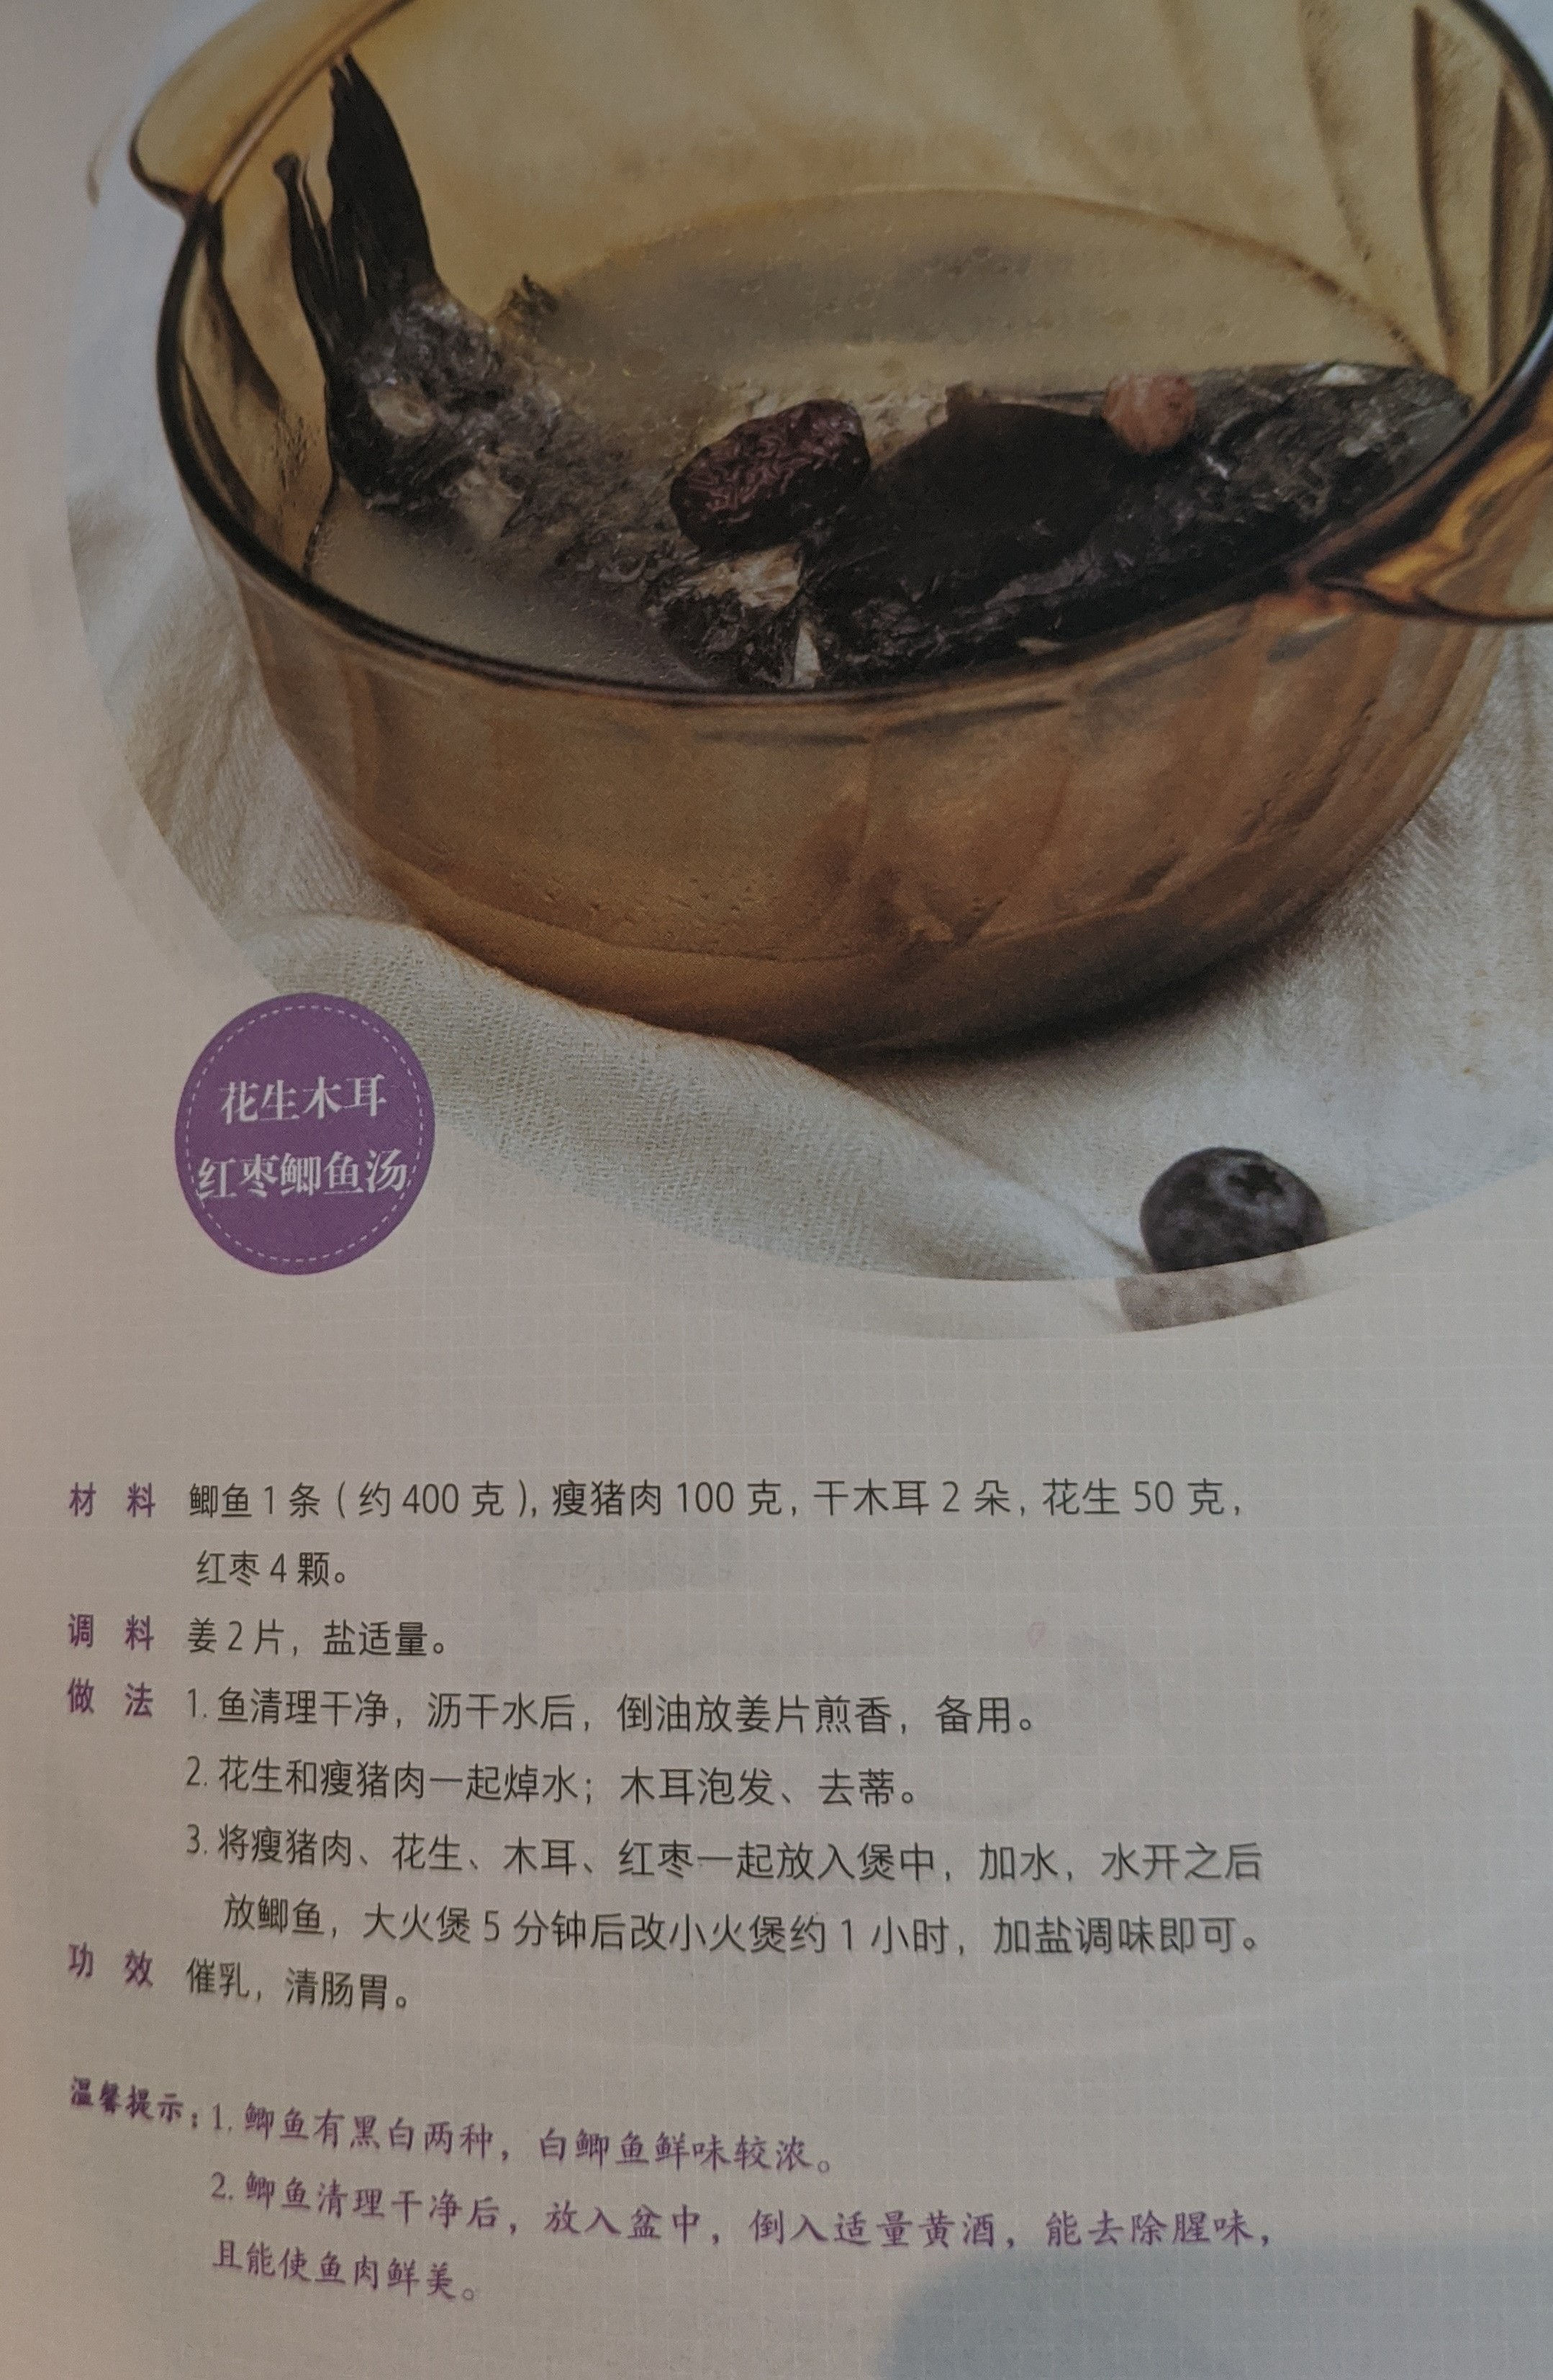 花生木耳
红枣鲫鱼汤
材 料 鲫鱼 1 条（约 400 克），瘦猪肉 100 克，干木耳 2 朵，花生 50 克，
红枣 4 颗。
调 料 姜 2 片，盐适量。
做 法 1. 鱼清理干净，沥干水后，倒油放姜片煎香，备用。
2. 花生和瘦猪肉一起焯水；木耳泡发、去蒂。
3. 将瘦猪肉、花生、木耳、红枣一起放入煲中，加水，水开之后
放鲫鱼，大火煲 5 分钟后改小火煲约 1 小时，加盐调味即可。
功 效 催乳，清肠胃。
温馨提示：1. 鲫鱼有黑白两种，白鲫鱼鲜味较浓。
2. 鲫鱼清理干净后，放入盆中，倒入适量黄酒，能去除腥味，
且能使鱼肉鲜美。